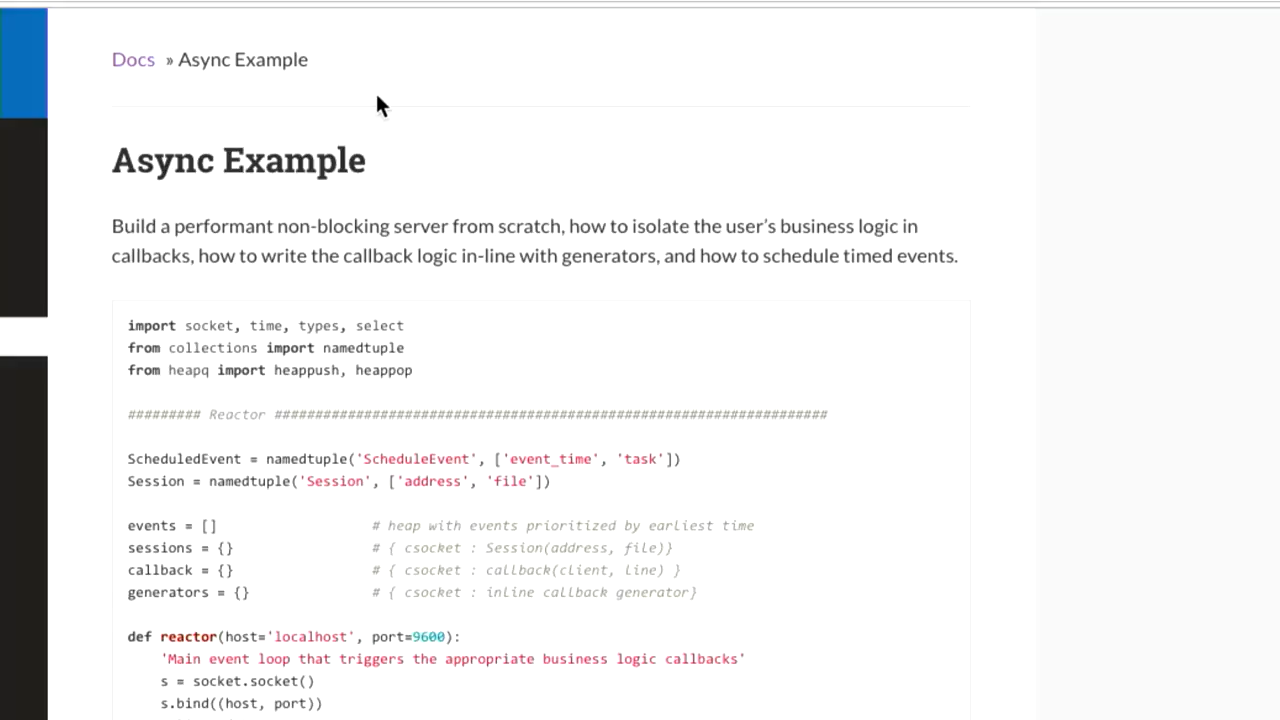 Docs » Async Example
Async Example
Build a performant non-blocking server from scratch, how to isolate the user’s business logic in
callbacks, how to write the callback logic in-line with generators, and how to schedule timed events.
import socket, time, types, select
from collections import namedtuple
from heapq import heappush, heappop
######### Reactor ####################################################################
ScheduledEvent = namedtuple('ScheduleEvent', ['event_time', 'task'])
Session = namedtuple('Session', ['address', 'file'])
events = []                   # heap with events prioritized by earliest time
sessions = {}                 # { csocket : Session(address, file)}
callback = {}                 # { csocket : callback(client, line) }
generators = {}               # { csocket : inline callback generator}
def reactor(host='localhost', port=9600):
    'Main event loop that triggers the appropriate business logic callbacks'
    s = socket.socket()
    s.bind((host, port))